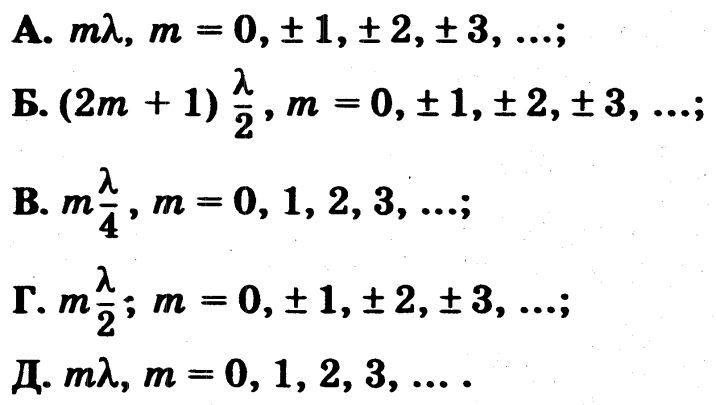 А. mλ, m = 0, ± 1, ± 2, ± 3, ...;
Б. (2m + 1) λ/2, m = 0, ± 1, ± 2, ± 3, ...;
В. m λ/4, m = 0, 1, 2, 3, ...;
Г. m λ/2; m = 0, ± 1, ± 2, ± 3, ...;
Д. mλ, m = 0, 1, 2, 3, ... .